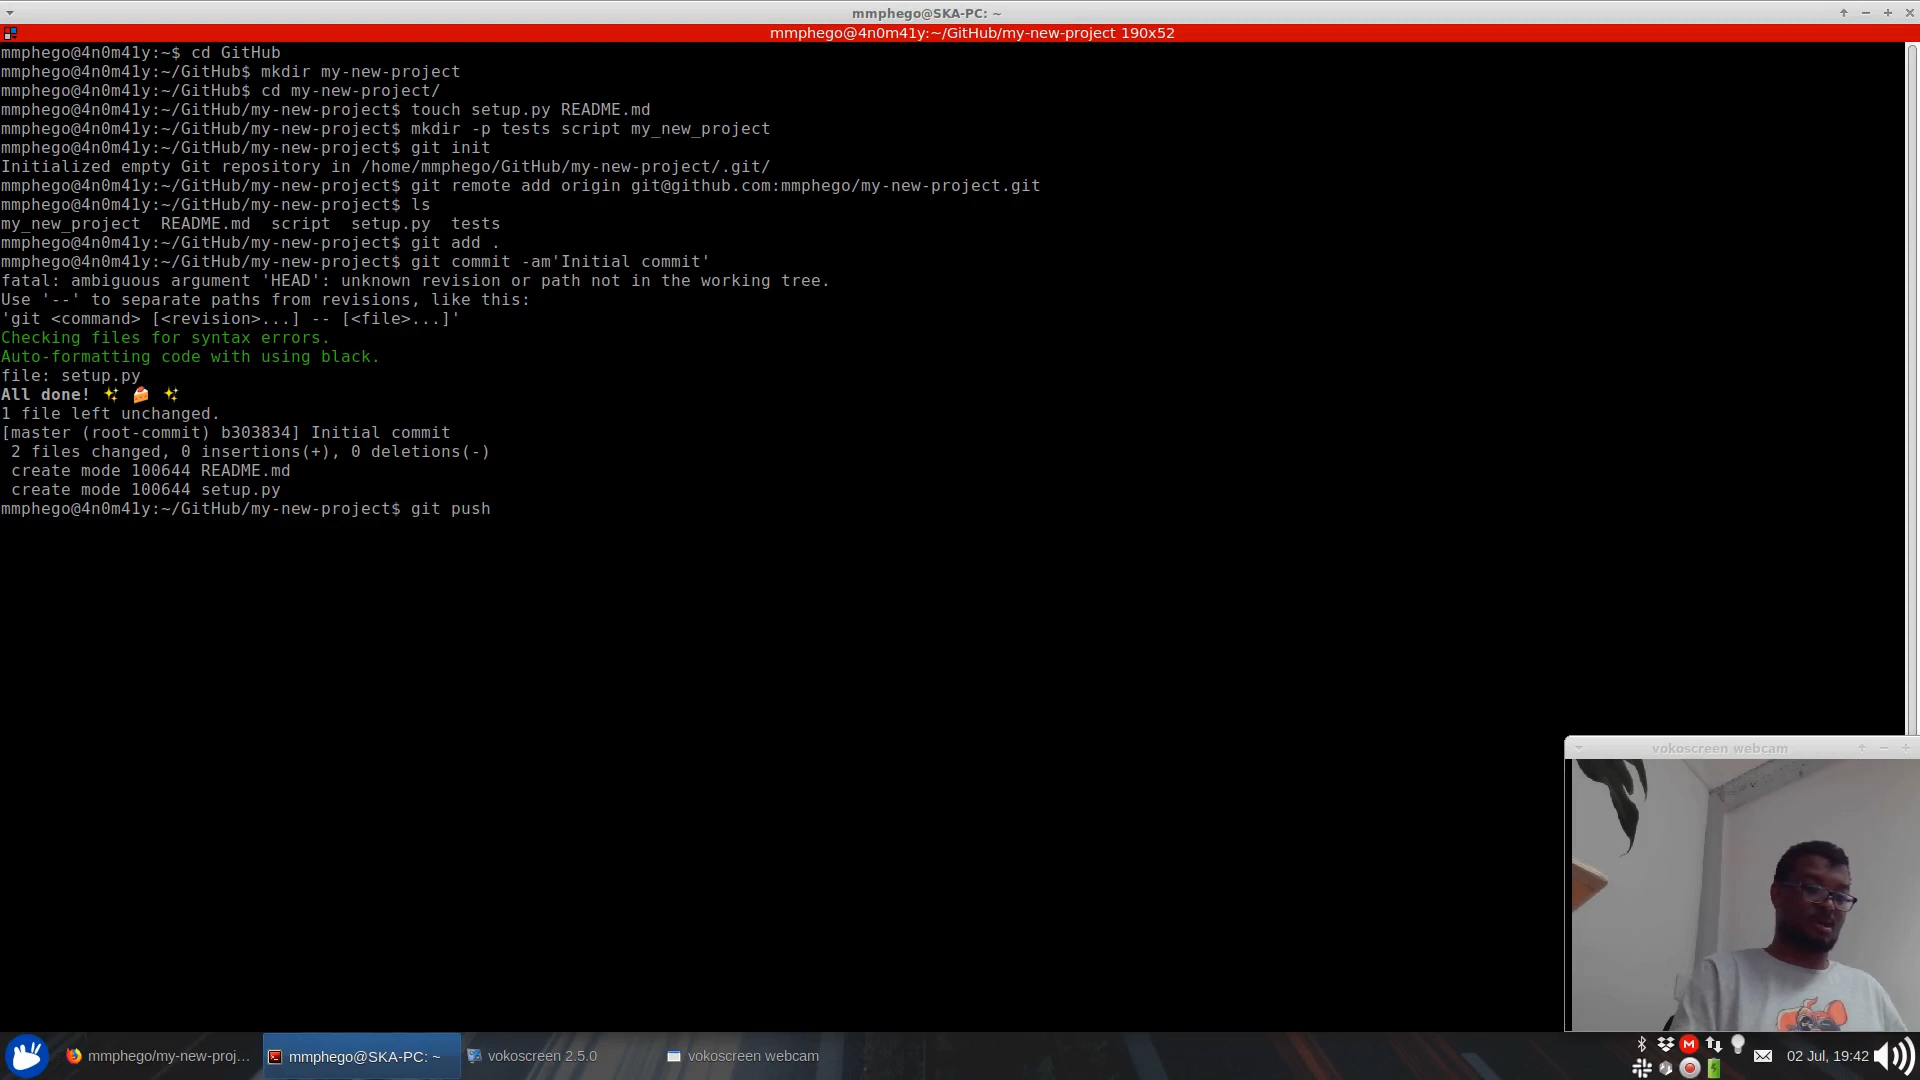 mmphego@SKA-PC: ~
mmphego@4n0m41y:~/GitHub/my-new-project 190x52
mmphego@4n0m41y:~$ cd GitHub
mmphego@4n0m41y:~/GitHub$ mkdir my-new-project
mmphego@4n0m41y:~/GitHub$ cd my-new-project/
mmphego@4n0m41y:~/GitHub/my-new-project$ touch setup.py README.md
mmphego@4n0m41y:~/GitHub/my-new-project$ mkdir -p tests script my_new_project
mmphego@4n0m41y:~/GitHub/my-new-project$ git init
Initialized empty Git repository in /home/mmphego/GitHub/my-new-project/.git/
mmphego@4n0m41y:~/GitHub/my-new-project$ git remote add origin git@github.com:mmphego/my-new-project.git
mmphego@4n0m41y:~/GitHub/my-new-project$ ls
my_new_project  README.md  script  setup.py  tests
mmphego@4n0m41y:~/GitHub/my-new-project$ git add .
mmphego@4n0m41y:~/GitHub/my-new-project$ git commit -am'Initial commit'
fatal: ambiguous argument 'HEAD': unknown revision or path not in the working tree.
Use '--' to separate paths from revisions, like this:
'git <command> [<revision>...] -- [<file>...]'
Checking files for syntax errors.
Auto-formatting code with using black.
file: setup.py
All done! ✨ 🍰 ✨
1 file left unchanged.
[master (root-commit) b303834] Initial commit
 2 files changed, 0 insertions(+), 0 deletions(-)
 create mode 100644 README.md
 create mode 100644 setup.py
mmphego@4n0m41y:~/GitHub/my-new-project$ git push
vokoscreen webcam
mmphego/my-new-proj...
mmphego@SKA-PC: ~
vokoscreen 2.5.0
vokoscreen webcam
02 Jul, 19:42